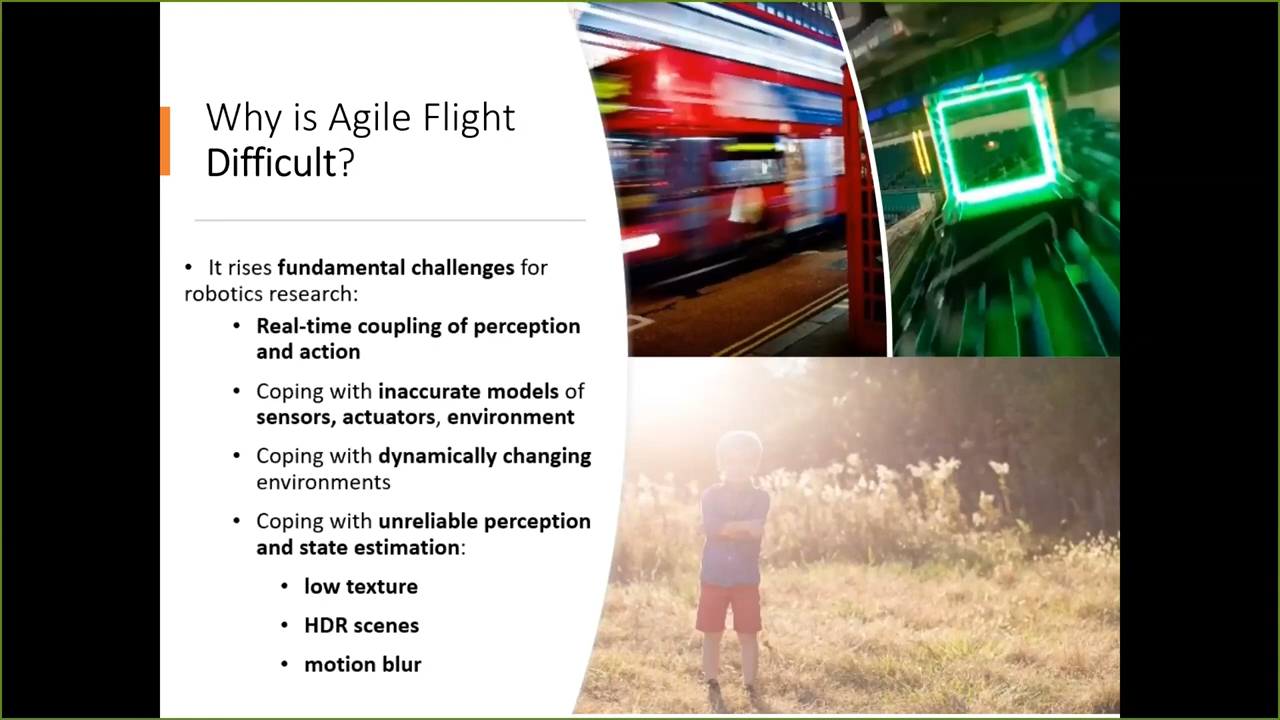 Why is Agile Flight
Difficult?
• It rises fundamental challenges for
robotics research:
• Real-time coupling of perception
and action
• Coping with inaccurate models of
sensors, actuators, environment
• Coping with dynamically changing
environments
• Coping with unreliable perception
and state estimation:
• low texture
• HDR scenes
• motion blur